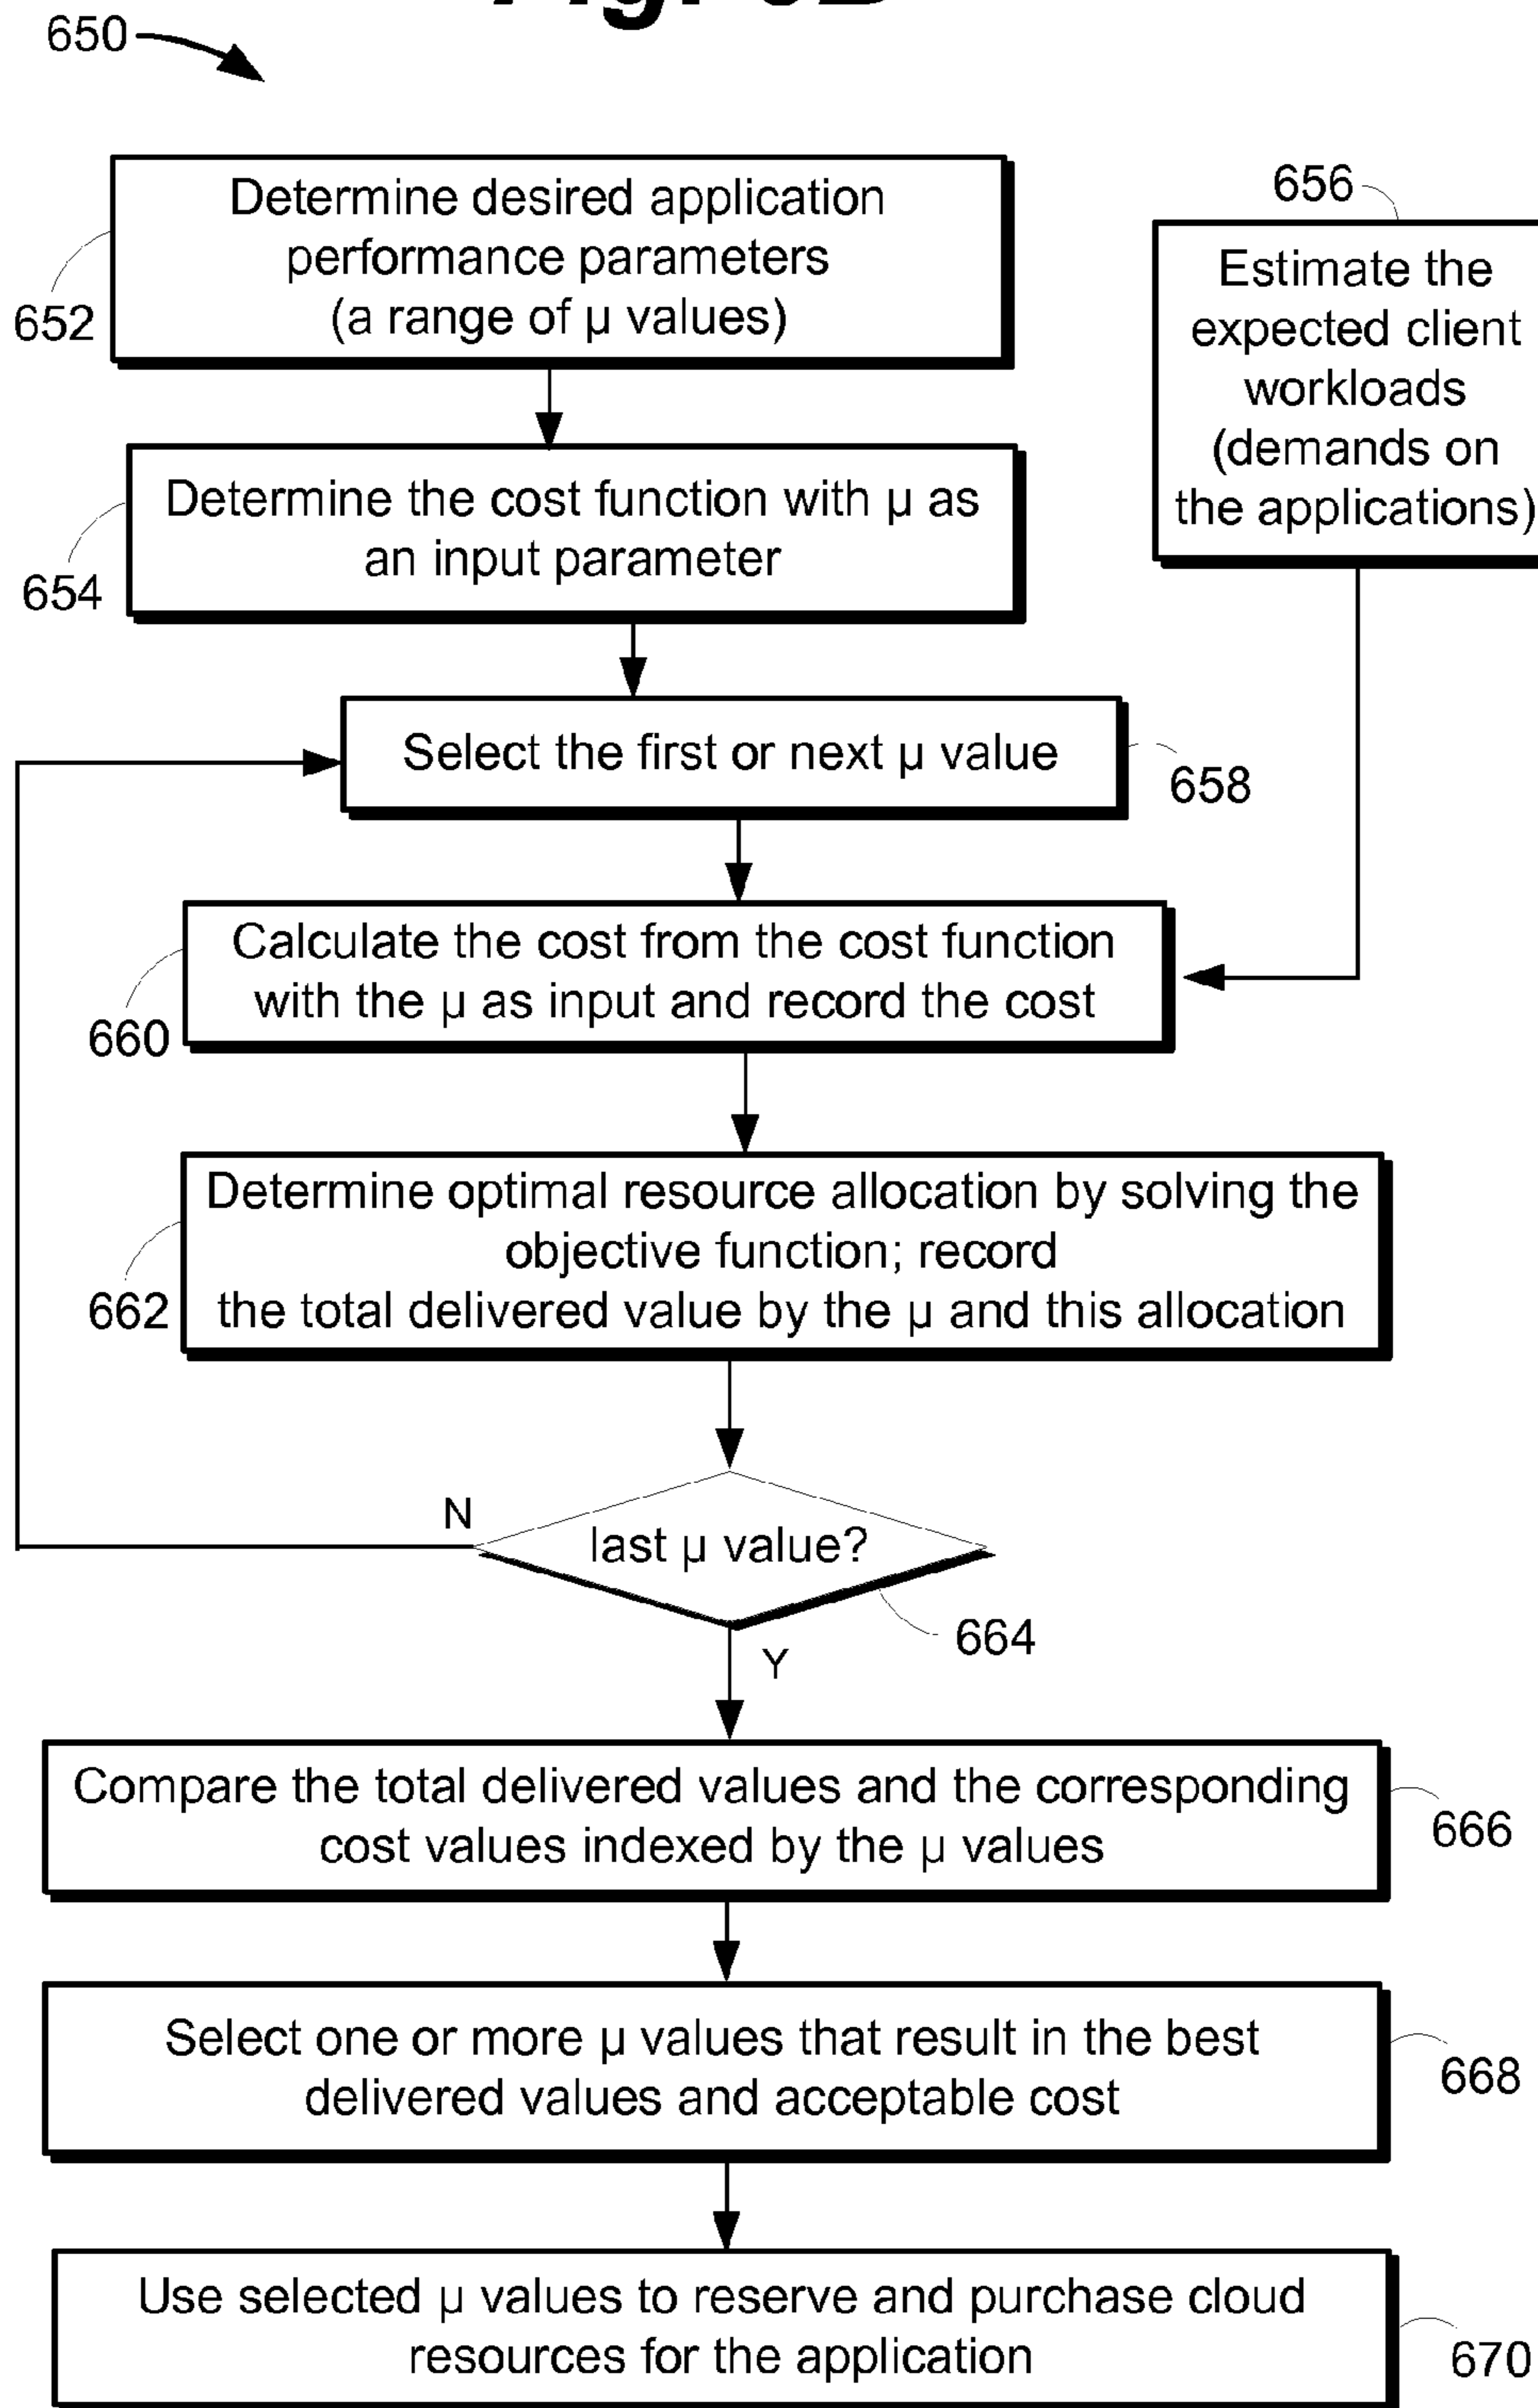 650
Determine desired application
performance parameters
(a range of µ values)
652
656
Estimate the
expected client
workloads
(demands on
the applications)
Determine the cost function with µ as
an input parameter
654
Select the first or next µ value
658
Calculate the cost from the cost function
with the µ as input and record the cost
660
Determine optimal resource allocation by solving the
objective function; record
the total delivered value by the µ and this allocation
662
N
last µ value?
664
Y
Compare the total delivered values and the corresponding
cost values indexed by the µ values
666
Select one or more µ values that result in the best
delivered values and acceptable cost
668
Use selected µ values to reserve and purchase cloud
resources for the application
670